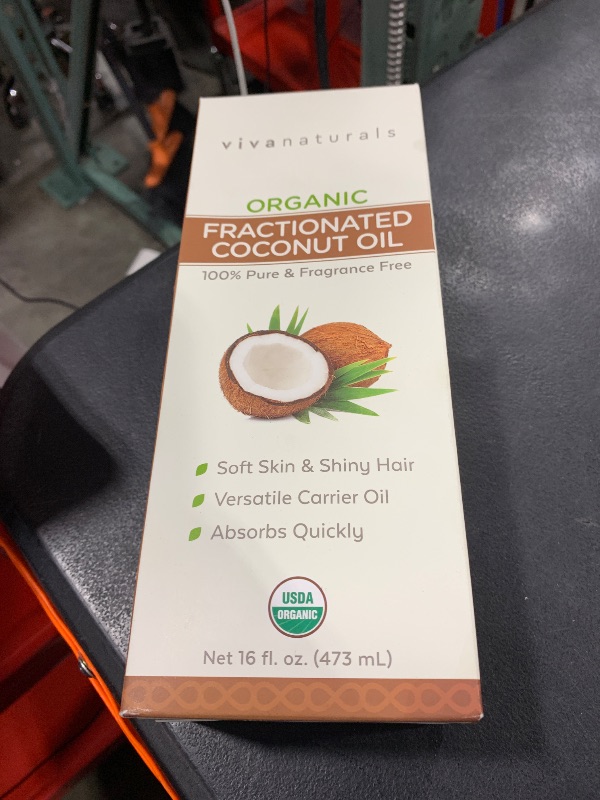 vivanaturals
ORGANIC
FRACTIONATED
COCONUT OIL
100% Pure & Fragrance Free
Soft Skin & Shiny Hair
Versatile Carrier Oil
Absorbs Quickly
USDA
ORGANIC
Net 16 fl. oz. (473 mL)